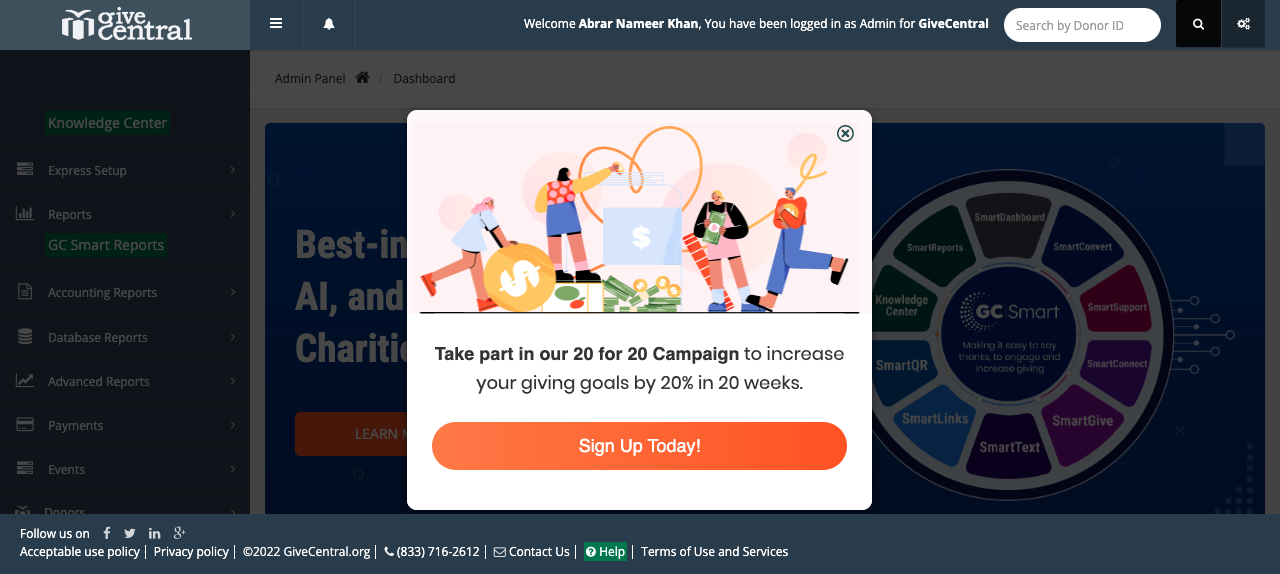 give central
Welcome Abrar Nameer Khan, You have been logged in as Admin for GiveCentral
Search by Donor ID
Admin Panel / Dashboard
Knowledge Center
Express Setup
Reports
GC Smart Reports
Accounting Reports
Database Reports
Advanced Reports
Payments
Events
Donors
Best-in
AI, and
Charitie
LEARN M
$
$
$
Take part in our 20 for 20 Campaign to increase
your giving goals by 20% in 20 weeks.
Sign Up Today!
SmartDashboard
SmartReports
SmartConvert
Knowledge
Center
SmartSupport
GC Smart
Making it easy to say
thanks, to engage and
increase giving
SmartQR
SmartConnect
SmartLinks
SmartGive
SmartText
Follow us on
Acceptable use policy | Privacy policy | ©2022 GiveCentral.org | (833) 716-2612 | Contact Us | Help | Terms of Use and Services